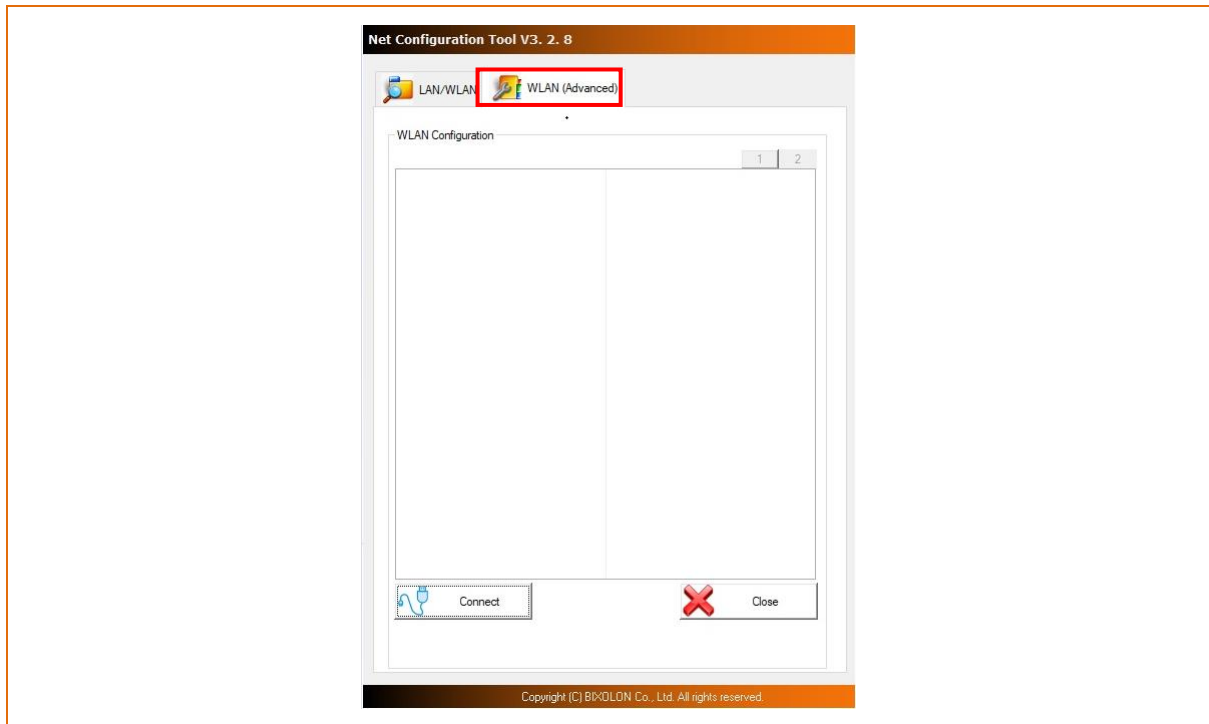 Net Configuration Tool V3. 2. 8
LAN/WLAN WLAN (Advanced)
WLAN Configuration
1 2
Connect Close
Copyright (C) BIXOLON Co., Ltd. All rights reserved.